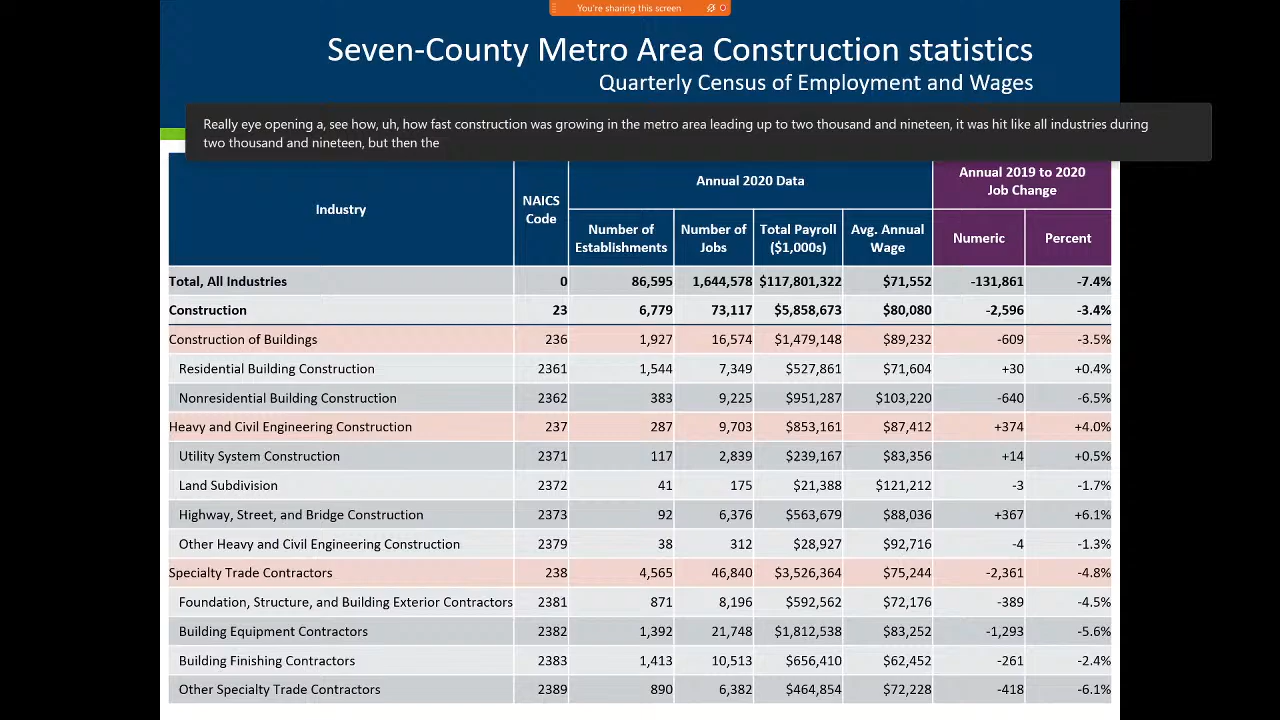 You're sharing this screen
Seven-County Metro Area Construction statistics
Quarterly Census of Employment and Wages
Really eye opening a, see how, uh, how fast construction was growing in the metro area leading up to two thousand and nineteen, it was hit like all industries during
two thousand and nineteen, but then the
Industry
NAICS
Code
Annual 2020 Data
Annual 2019 to 2020
Job Change
Number of
Establishments
Number of
Jobs
Total Payroll
($1,000s)
Avg. Annual
Wage
Numeric
Percent
Total, All Industries 0 86,595 1,644,578 $117,801,322 $71,552 -131,861 -7.4%
Construction 23 6,779 73,117 $5,858,673 $80,080 -2,596 -3.4%
Construction of Buildings 236 1,927 16,574 $1,479,148 $89,232 -609 -3.5%
Residential Building Construction 2361 1,544 7,349 $527,861 $71,604 +30 +0.4%
Nonresidential Building Construction 2362 383 9,225 $951,287 $103,220 -640 -6.5%
Heavy and Civil Engineering Construction 237 287 9,703 $853,161 $87,412 +374 +4.0%
Utility System Construction 2371 117 2,839 $239,167 $83,356 +14 +0.5%
Land Subdivision 2372 41 175 $21,388 $121,212 -3 -1.7%
Highway, Street, and Bridge Construction 2373 92 6,376 $563,679 $88,036 +367 +6.1%
Other Heavy and Civil Engineering Construction 2379 38 312 $28,927 $92,716 -4 -1.3%
Specialty Trade Contractors 238 4,565 46,840 $3,526,364 $75,244 -2,361 -4.8%
Foundation, Structure, and Building Exterior Contractors 2381 871 8,196 $592,562 $72,176 -389 -4.5%
Building Equipment Contractors 2382 1,392 21,748 $1,812,538 $83,252 -1,293 -5.6%
Building Finishing Contractors 2383 1,413 10,513 $656,410 $62,452 -261 -2.4%
Other Specialty Trade Contractors 2389 890 6,382 $464,854 $72,228 -418 -6.1%